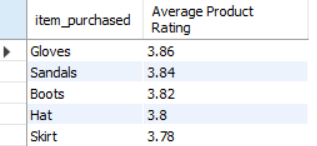 item_purchased Average Product Rating
Gloves 3.86
Sandals 3.84
Boots 3.82
Hat 3.8
Skirt 3.78